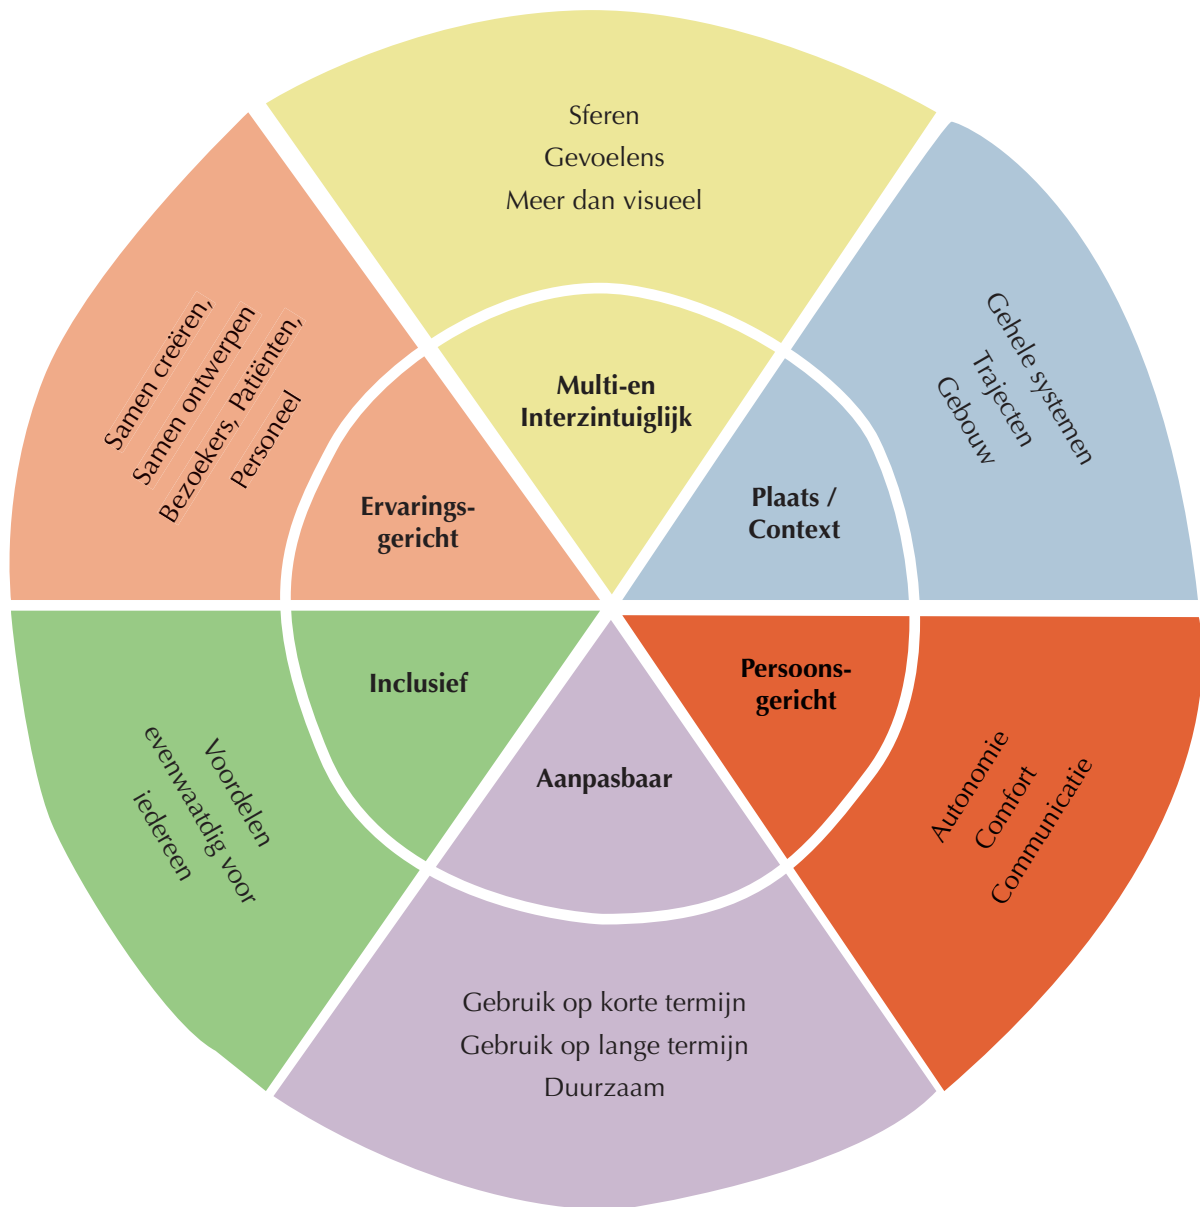 Sferen
Gevoelens
Meer dan visueel
Multi-en
Interzintuiglijk
Gehele systemen
Trajecten
Gebouw
Plaats /
Context
Persoons-
gericht
Autonomie
Comfort
Communicatie
Aanpasbaar
Gebruik op korte termijn
Gebruik op lange termijn
Duurzaam
Inclusief
Voordelen
evenwaatdig voor
iedereen
Ervarings-
gericht
Samen creëren,
Samen ontwerpen
Bezoekers, Patiënten,
Personeel